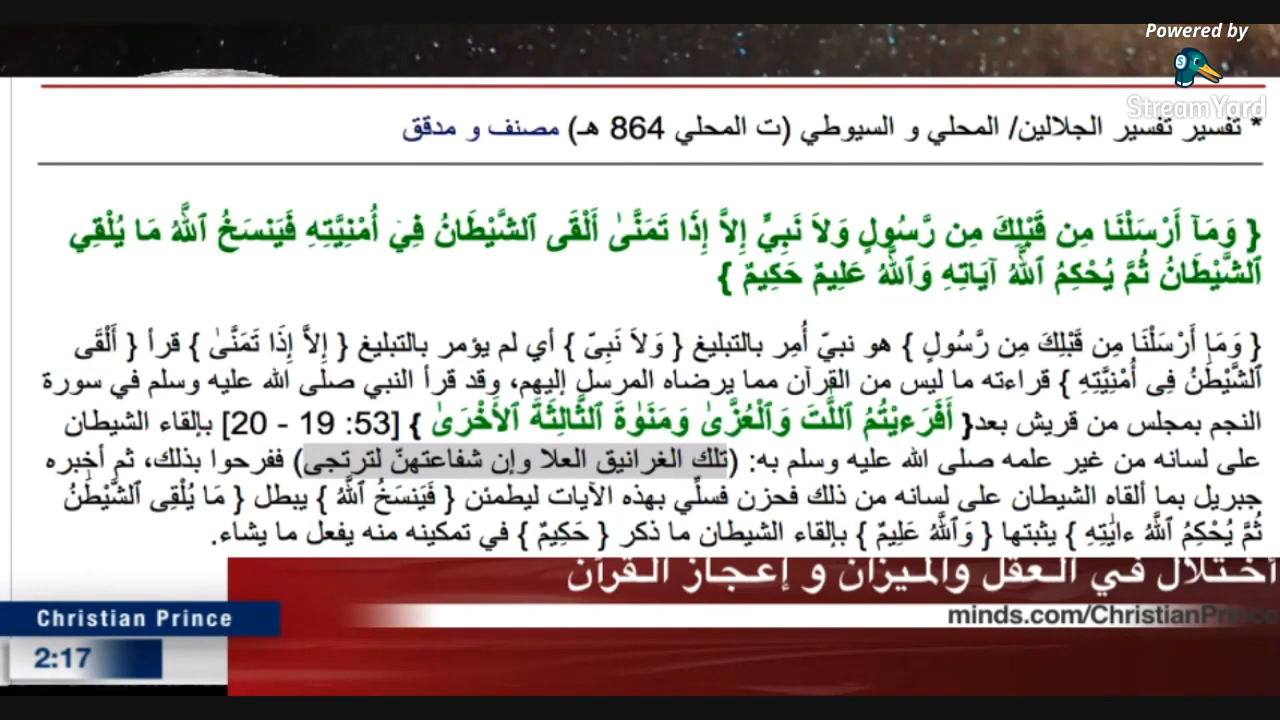 Powered by
StreamYard
* تفسير تفسير الجلالين/ المحلي و السيوطي (ت المحلي 864 هـ) مصنف و مدقق
{ وَمَآ أَرْسَلْنَا مِن قَبْلِكَ مِن رَّسُولٍ وَلاَ نَبِيٍّ إِلاَّ إِذَا تَمَنَّىٰ أَلْقَى ٱلشَّيْطَانُ فِيۤ أُمْنِيَّتِهِ فَيَنسَخُ ٱللَّهُ مَا يُلْقِي
ٱلشَّيْطَانُ ثُمَّ يُحْكِمُ ٱللَّهُ آيَاتِهِ وَٱللَّهُ عَلِيمٌ حَكِيمٌ }
{ وَمَا أَرْسَلْنَا مِن قَبْلِكَ مِن رَّسُولٍ } هو نبيّ أُمِر بالتبليغ { وَلاَ نَبِىّ } أي لم يؤمر بالتبليغ { إِلاَّ إِذَا تَمَنَّىٰ } قرأ { أَلْقَى
ٱلشَّيْطَٰنُ فِى أُمْنِيَّتِهِ } قراءته ما ليس من القرآن مما يرضاه المرسل إليهم، وقد قرأ النبي صلى الله عليه وسلم في سورة
النجم بمجلس من قريش بعد{ أَفَرَءيْتُمُ ٱللَّٰتَ وَٱلْعُزَّىٰ وَمَنَوٰةَ ٱلثَّالِثَةَ ٱلأُخْرَىٰ } [53: 19 - 20] بإلقاء الشيطان
على لسانه من غير علمه صلى الله عليه وسلم به: (تلك الغرانيق العلا وإن شفاعتهنّ لترتجى) ففرحوا بذلك، ثم أخبره
جبريل بما ألقاه الشيطان على لسانه من ذلك فحزن فسلِّي بهذه الآيات ليطمئن { فَيَنسَخُ ٱللَّهُ } يبطل { مَا يُلْقِى ٱلشَّيْطَٰنُ
ثُمَّ يُحْكِمُ ٱللَّهُ ءايَٰتِهِ } يثبتها { وَٱللَّهُ عَلِيمٌ } بإلقاء الشيطان ما ذكر { حَكِيمٌ } في تمكينه منه يفعل ما يشاء.
أختلال في العقل والميزان و إعجاز القرآن
Christian Prince
minds.com/ChristianPrince
2:17